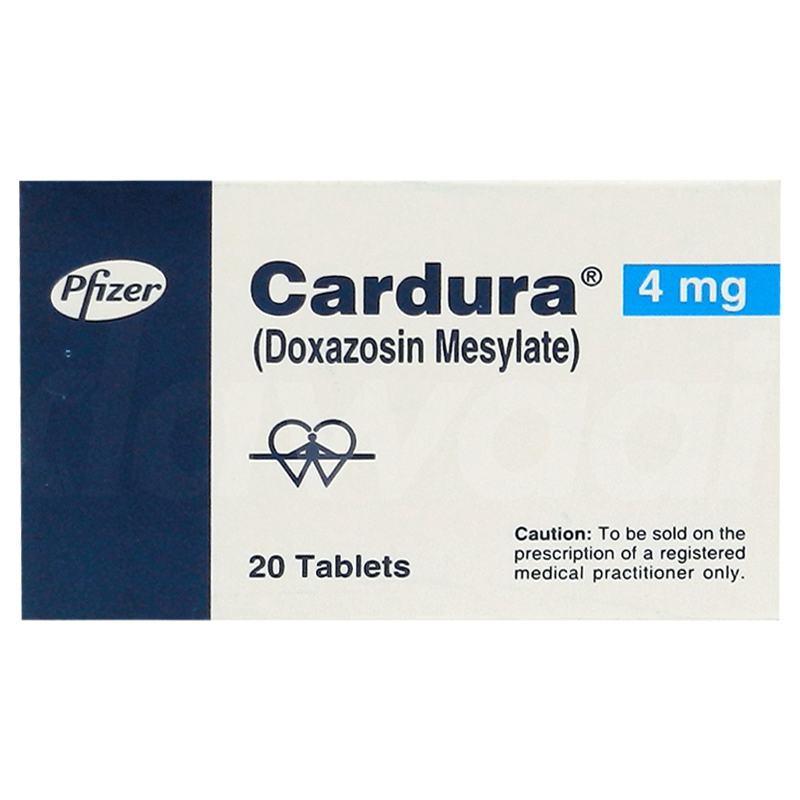 Pfizer
Cardura® 4 mg
(Doxazosin Mesylate)
20 Tablets
Caution: To be sold on the
prescription of a registered
medical practitioner only.
dawaai